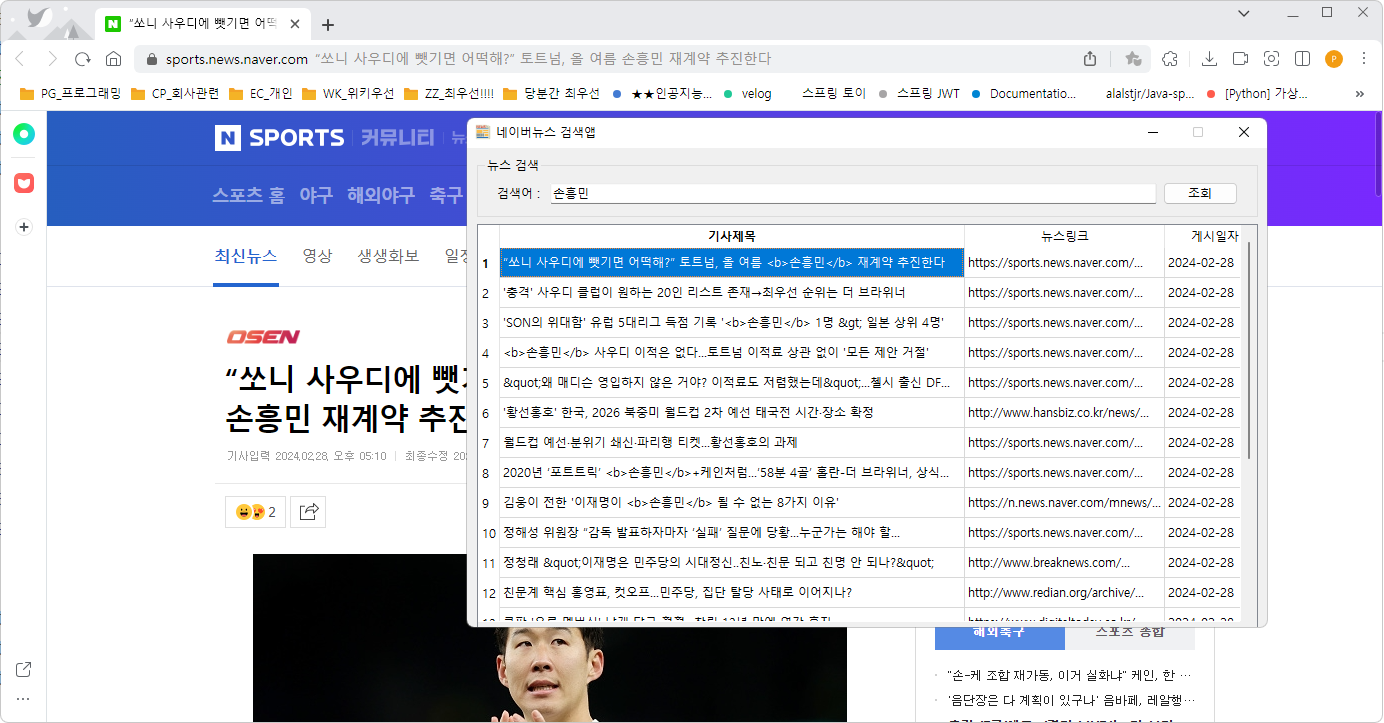 “쏘니 사우디에 뺏기면 어떡
sports.news.naver.com “쏘니 사우디에 뺏기면 어떡해?” 토트넘, 올 여름 손흥민 재계약 추진한다
P
PG_프로그래밍 CP_회사관련 EC_개인 WK_위키우선 ZZ_최우선!!!! 당분간 최우선 ★★인공지능... velog 스프링 토이 스프링 JWT Documentatio... alalstjr/Java-sp... [Python] 가상... »
N SPORTS 커뮤니티 뉴
스포츠 홈 야구 해외야구 축구
최신뉴스 영상 생생화보 일정
OSEN
“쏘니 사우디에 뺏기
손흥민 재계약 추진
기사입력 2024.02.28. 오후 05:10 최종수정 20
2
네이버뉴스 검색앱
뉴스 검색
검색어 : 손흥민 조회
기사제목 뉴스링크 게시일자
1 “쏘니 사우디에 뺏기면 어떡해?” 토트넘, 올 여름 <b>손흥민</b> 재계약 추진한다 https://sports.news.naver.com/... 2024-02-28
2 '충격' 사우디 클럽이 원하는 20인 리스트 존재→최우선 순위는 더 브라위너 https://sports.news.naver.com/... 2024-02-28
3 'SON의 위대함' 유럽 5대리그 득점 기록 '<b>손흥민</b> 1명 &gt; 일본 상위 4명' https://sports.news.naver.com/... 2024-02-28
4 <b>손흥민</b> 사우디 이적은 없다...토트넘 이적료 상관 없이 '모든 제안 거절' https://sports.news.naver.com/... 2024-02-28
5 &quot;왜 매디슨 영입하지 않은 거야? 이적료도 저렴했는데&quot;...첼시 출신 DF... https://sports.news.naver.com/... 2024-02-28
6 '황선홍호' 한국, 2026 북중미 월드컵 2차 예선 태국전 시간·장소 확정 http://www.hansbiz.co.kr/news/... 2024-02-28
7 월드컵 예선·분위기 쇄신·파리행 티켓...황선홍호의 과제 https://sports.news.naver.com/... 2024-02-28
8 2020년 ‘포트트릭’ <b>손흥민</b>+케인처럼...‘58분 4골’ 홀란-더 브라위너, 상식... https://sports.news.naver.com/... 2024-02-28
9 김웅이 전한 '이재명이 <b>손흥민</b> 될 수 없는 8가지 이유' https://n.news.naver.com/mnews/... 2024-02-28
10 정해성 위원장 “감독 발표하자마자 ‘실패’ 질문에 당황...누군가는 해야 할... https://sports.news.naver.com/... 2024-02-28
11 정청래 &quot;이재명은 민주당의 시대정신..친노·친문 되고 친명 안 되나?&quot; http://www.breaknews.com/... 2024-02-28
12 친문계 핵심 홍영표, 컷오프...민주당, 집단 탈당 사태로 이어지나? http://www.redian.org/archive/... 2024-02-28
해외축구 스포츠 종합
"손-케 조합 재가동, 이거 실화냐" 케인, 한 ...
'음단장은 다 계획이 있구나' 음바페, 레알행...